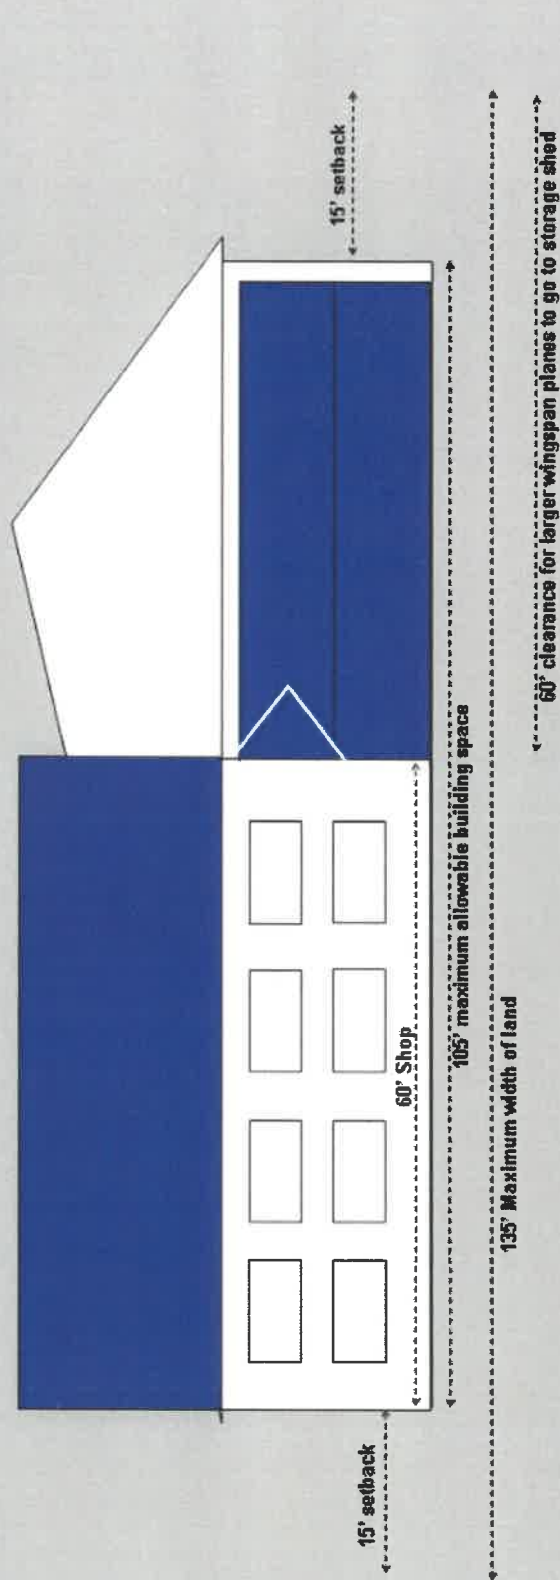 15' setback
60' Shop
105' maximum allowable building space
15' setback
135' Maximum width of land
60' clearance for larger wingspan planes to go to storage shed